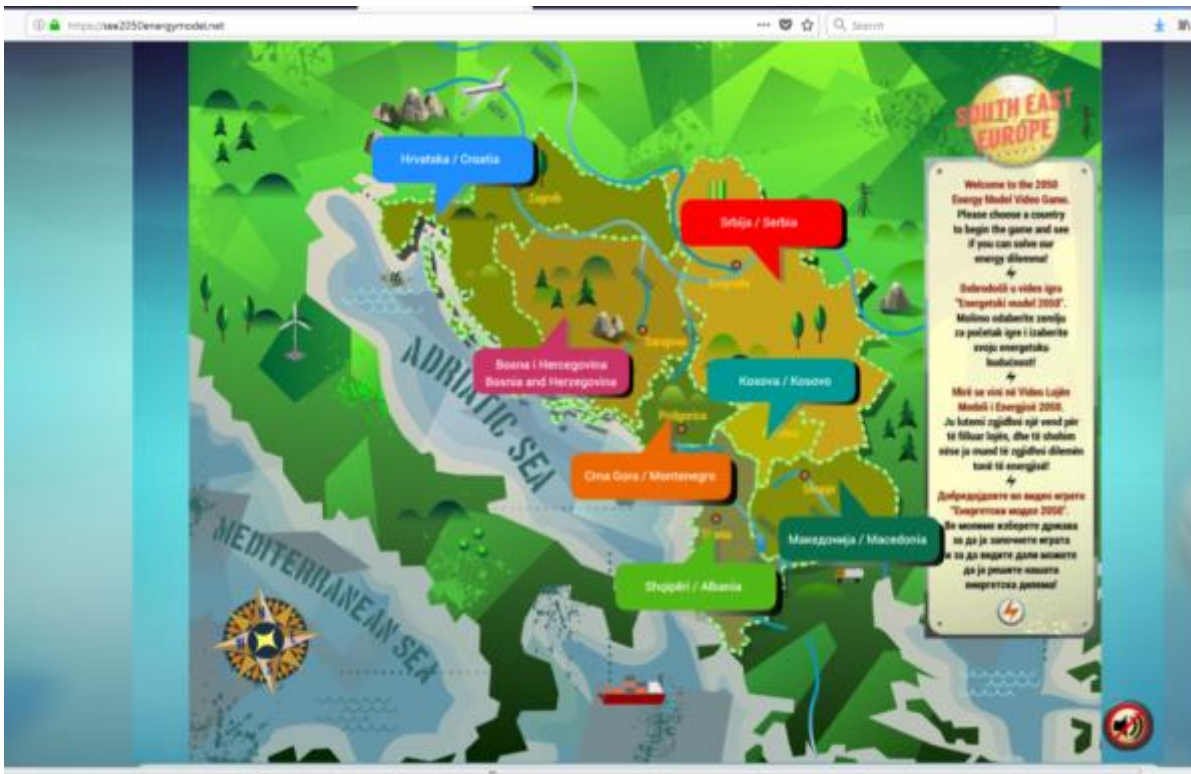 https://see2050energymodel.net
Search
SOUTH EAST
EUROPE
Hrvatska / Croatia
Zagreb
Srbija / Serbia
Beograd
Bosna i Hercegovina
Bosnia and Herzegovina
Sarajevo
Kosova / Kosovo
Podgorica
Crna Gora / Montenegro
Македонија / Macedonia
Shqipëri / Albania
ADRIATIC SEA
MEDITERRANEAN SEA
Welcome to the 2050
Energy Model Video Game.
Please choose a country
to begin the game and see
if you can solve our
energy dilemma!
Dobrodošli u video igru
"Energetski model 2050".
Molimo odaberite zemlju
za početak igre i izaberite
svoju energetsku
budućnost!
Mirë se vini në Video Lojën
Modeli i Energjisë 2050.
Ju lutemi zgjidhni një vend për
të filluar lojën, dhe të shohim
nëse ju mund të zgjidhni dilemën
tonë të energjisë!
Добридојдовте во видео играта
"Енергетски модел 2050".
Ве молиме изберете држава
за да ја започнете играта
и за да видите дали можете
да ја решите нашата
енергетска дилема!